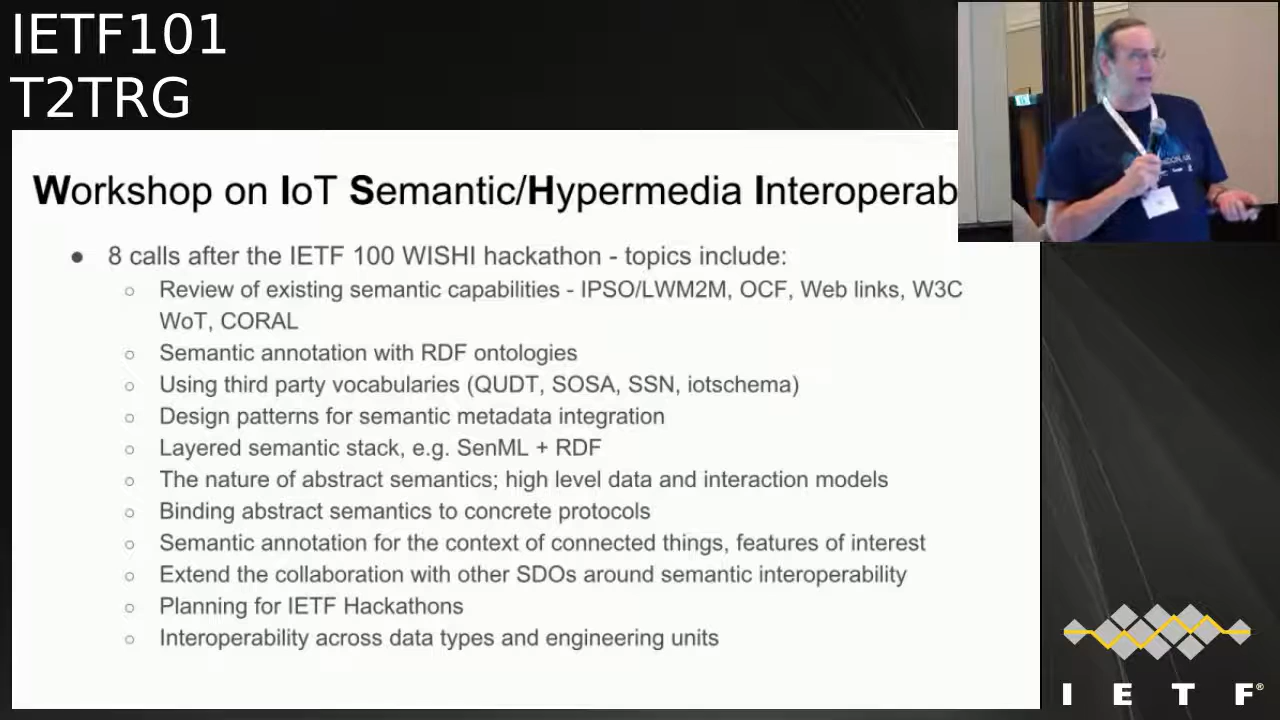 IETF101
T2TRG
Workshop on IoT Semantic/Hypermedia Interoperab
● 8 calls after the IETF 100 WISHI hackathon - topics include:
○ Review of existing semantic capabilities - IPSO/LWM2M, OCF, Web links, W3C
WoT, CORAL
○ Semantic annotation with RDF ontologies
○ Using third party vocabularies (QUDT, SOSA, SSN, iotschema)
○ Design patterns for semantic metadata integration
○ Layered semantic stack, e.g. SenML + RDF
○ The nature of abstract semantics; high level data and interaction models
○ Binding abstract semantics to concrete protocols
○ Semantic annotation for the context of connected things, features of interest
○ Extend the collaboration with other SDOs around semantic interoperability
○ Planning for IETF Hackathons
○ Interoperability across data types and engineering units
I E T F®